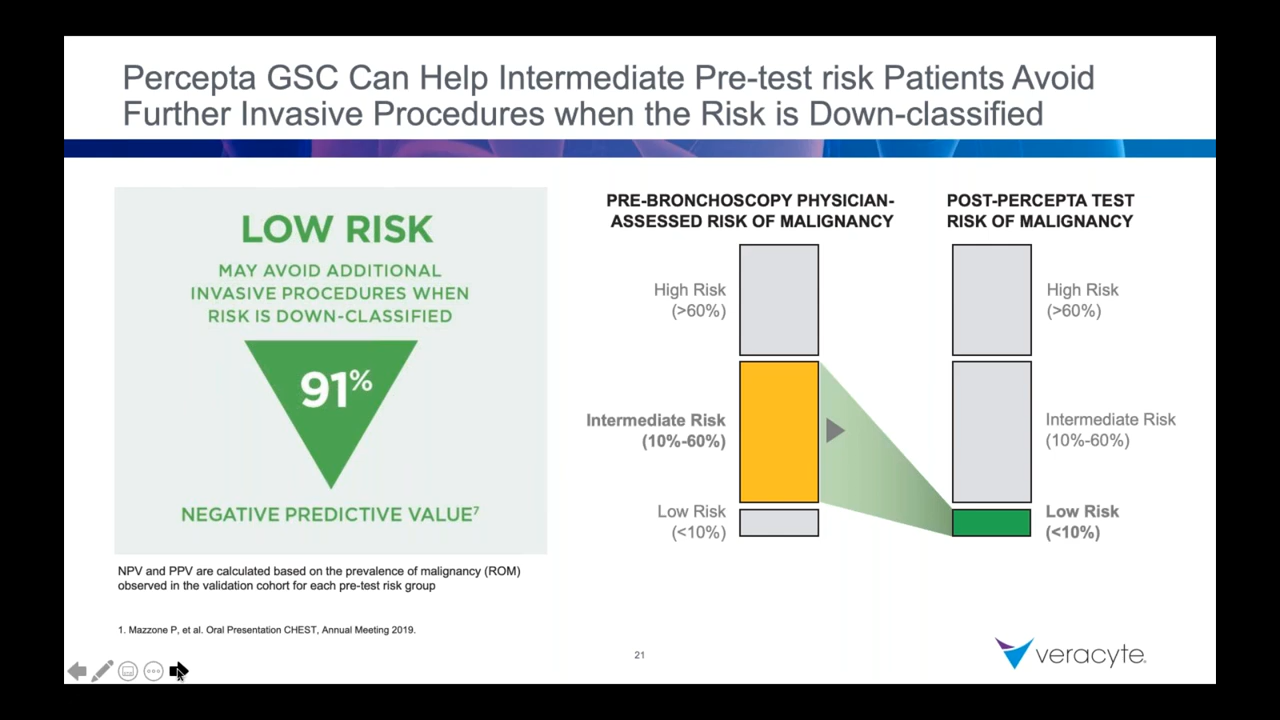 Percepta GSC Can Help Intermediate Pre-test risk Patients Avoid
Further Invasive Procedures when the Risk is Down-classified
LOW RISK
MAY AVOID ADDITIONAL
INVASIVE PROCEDURES WHEN
RISK IS DOWN-CLASSIFIED
91%
NEGATIVE PREDICTIVE VALUE⁷
NPV and PPV are calculated based on the prevalence of malignancy (ROM)
observed in the validation cohort for each pre-test risk group
1. Mazzone P, et al. Oral Presentation CHEST, Annual Meeting 2019.
PRE-BRONCHOSCOPY PHYSICIAN-
ASSESSED RISK OF MALIGNANCY
High Risk
(>60%)
Intermediate Risk
(10%-60%)
Low Risk
(<10%)
POST-PERCEPTA TEST
RISK OF MALIGNANCY
High Risk
(>60%)
Intermediate Risk
(10%-60%)
Low Risk
(<10%)
21
veracyte.